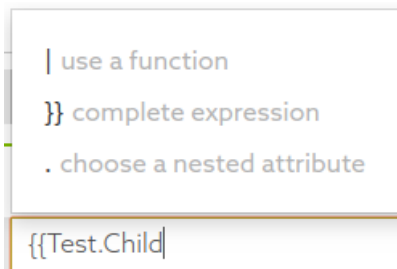 | use a function
}} complete expression
. choose a nested attribute
{{Test.Child